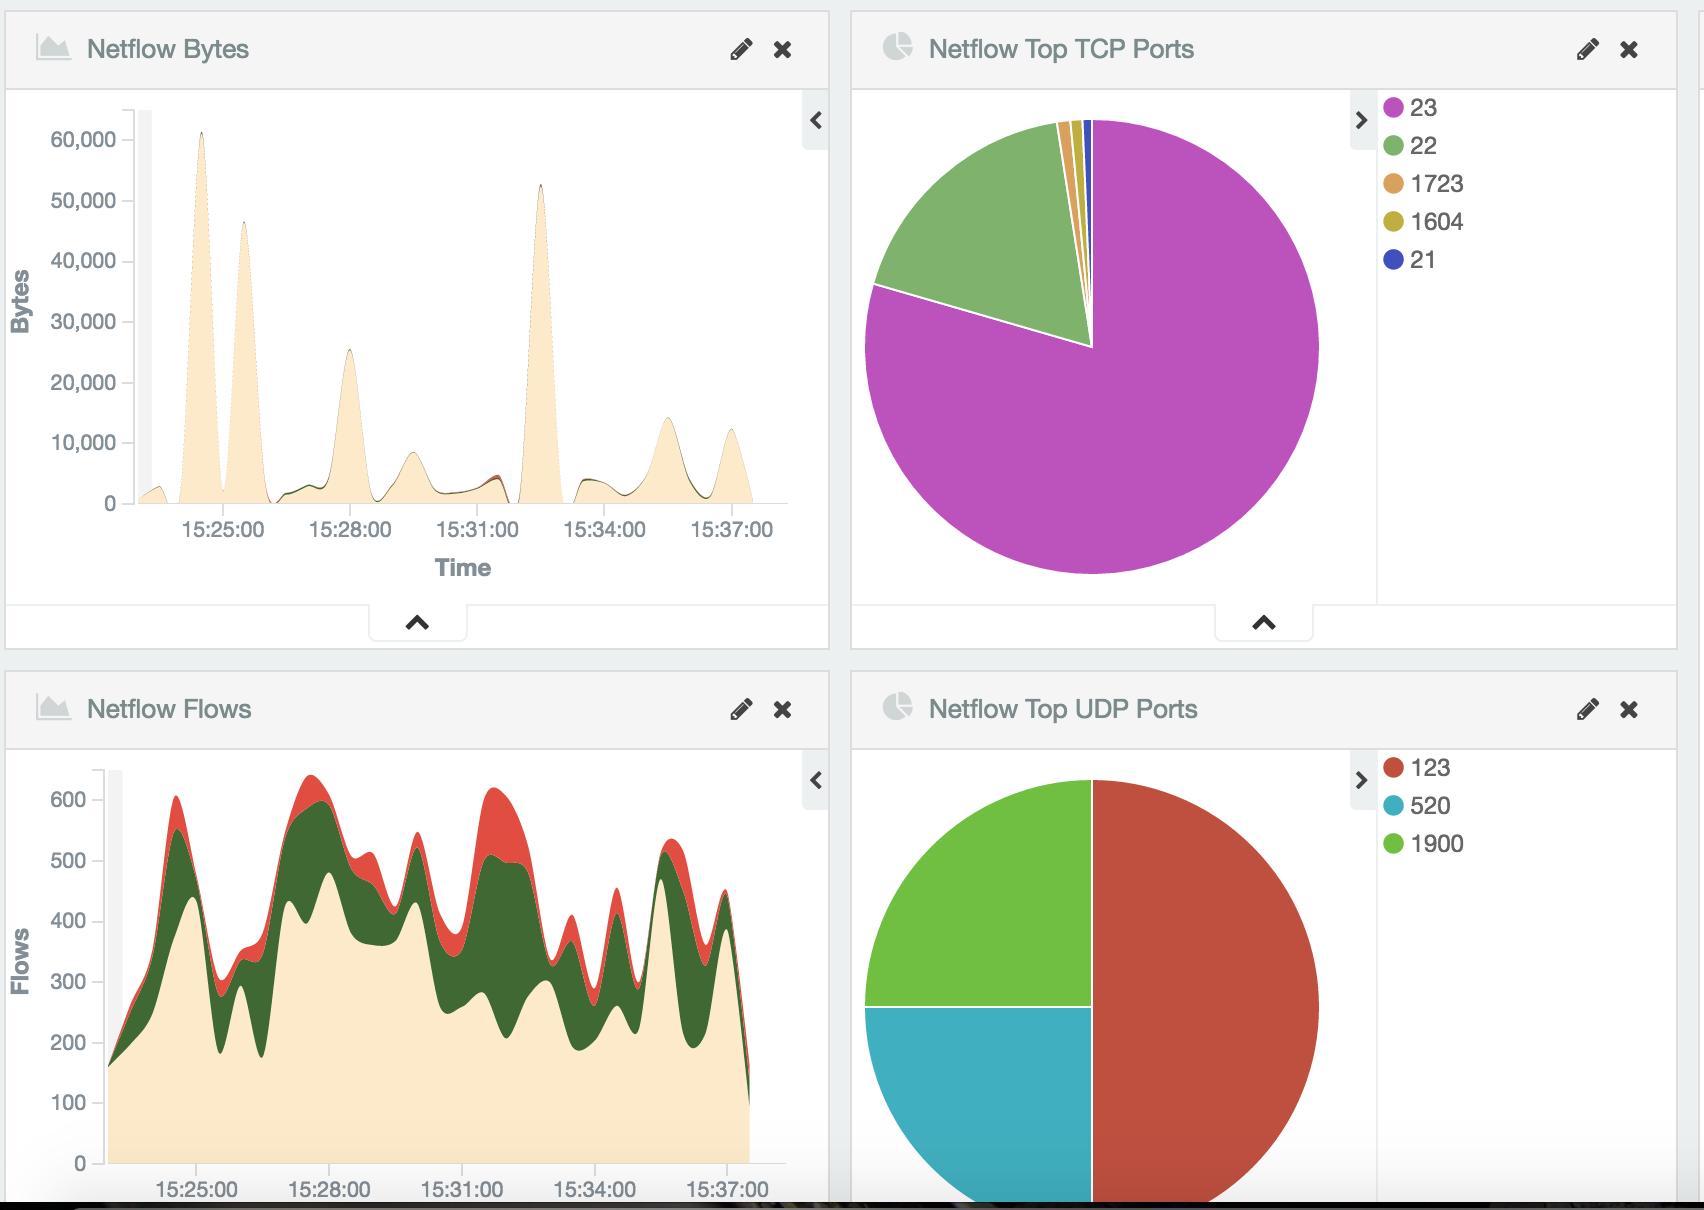 Netflow Bytes
60,000
50,000
40,000
30,000
20,000
10,000
0
Bytes
15:25:00 15:28:00 15:31:00 15:34:00 15:37:00
Time
Netflow Top TCP Ports
23
22
1723
1604
21
Netflow Flows
600
500
400
300
200
100
0
Flows
15:25:00 15:28:00 15:31:00 15:34:00 15:37:00
Netflow Top UDP Ports
123
520
1900